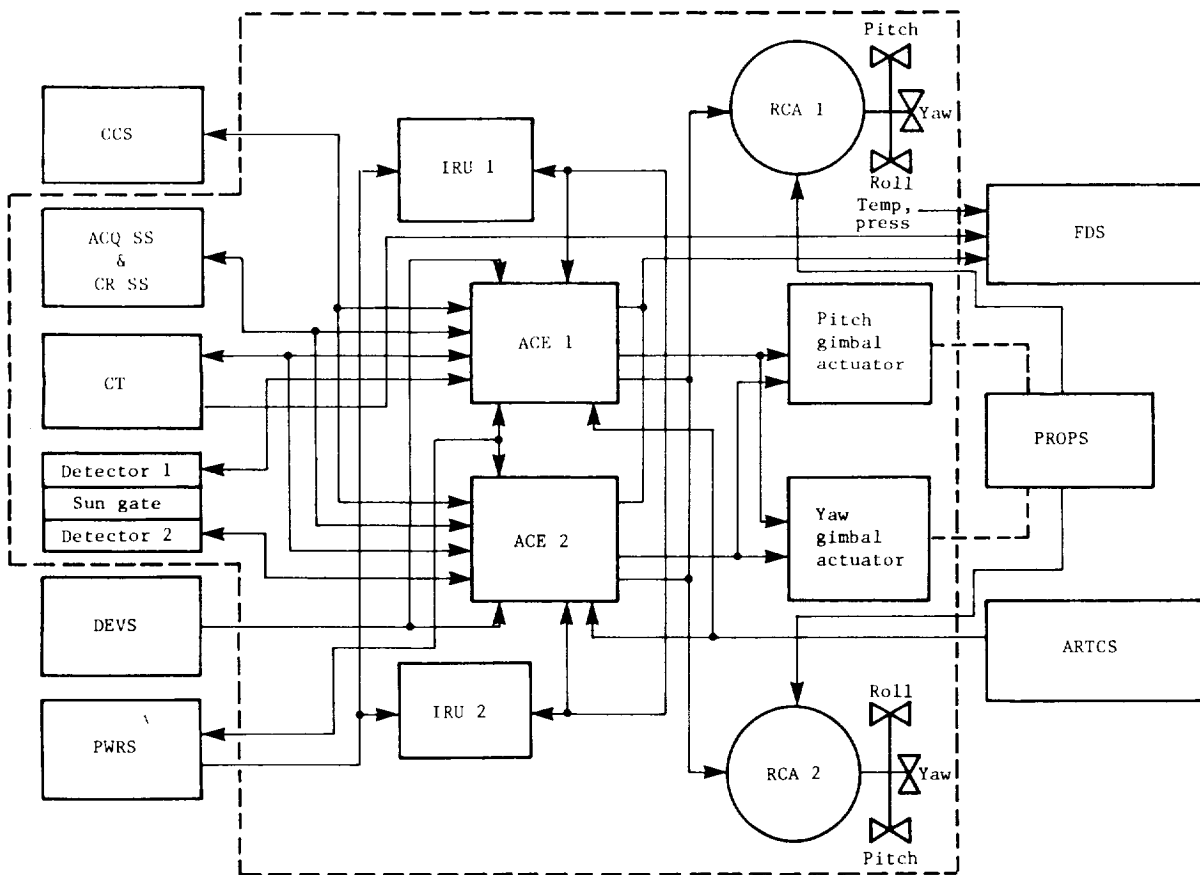 Pitch
CCS
RCA 1
Yaw
IRU 1
Roll
Temp,
press
ACQ SS
&
CR SS
FDS
Pitch
gimbal
actuator
ACE 1
CT
PROPS
Detector 1
Sun gate
Detector 2
ACE 2
Yaw
gimbal
actuator
DEVS
ARTCS
IRU 2
Roll
PWRS
RCA 2
Yaw
Pitch